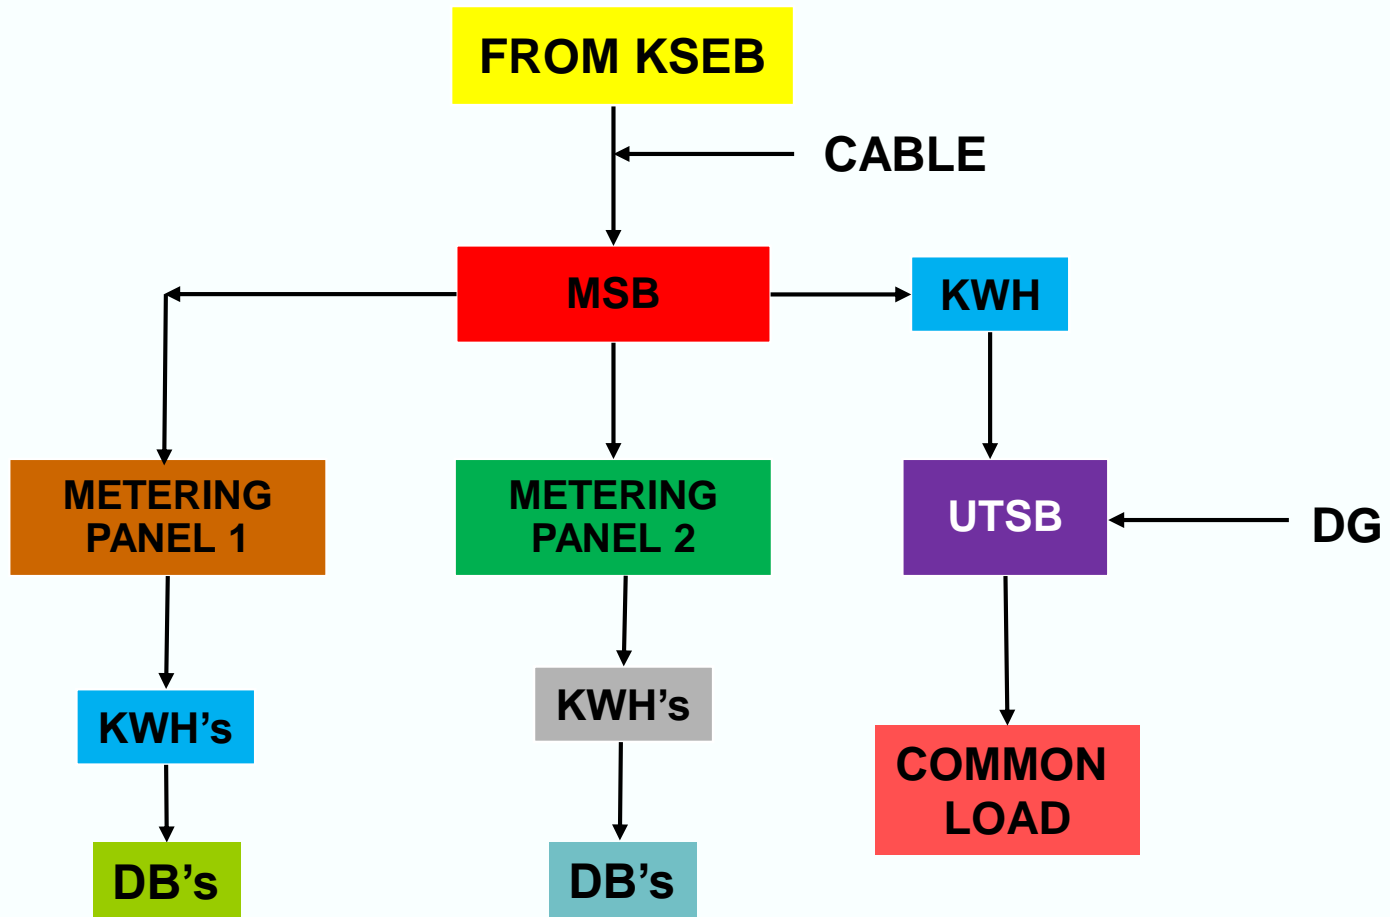 FROM KSEB
CABLE
MSB
KWH
METERING
PANEL 1
METERING
PANEL 2
UTSB
DG
KWH’s
KWH’s
COMMON
LOAD
DB’s
DB’s